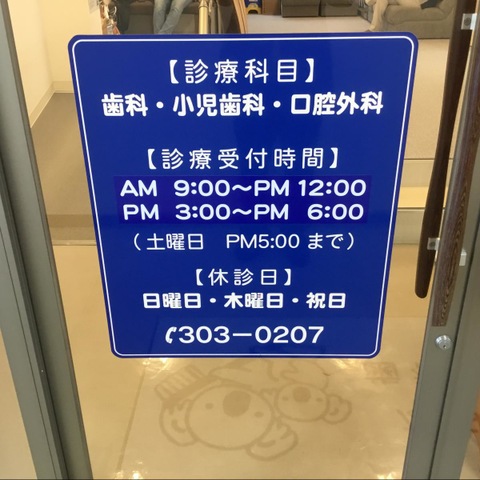 【診療科目】
歯科・小児歯科・口腔外科
【診療受付時間】
AM 9:00〜PM 12:00
PM 3:00〜PM 6:00
（土曜日 PM5:00 まで）
【休診日】
日曜日・木曜日・祝日
✆303−0207